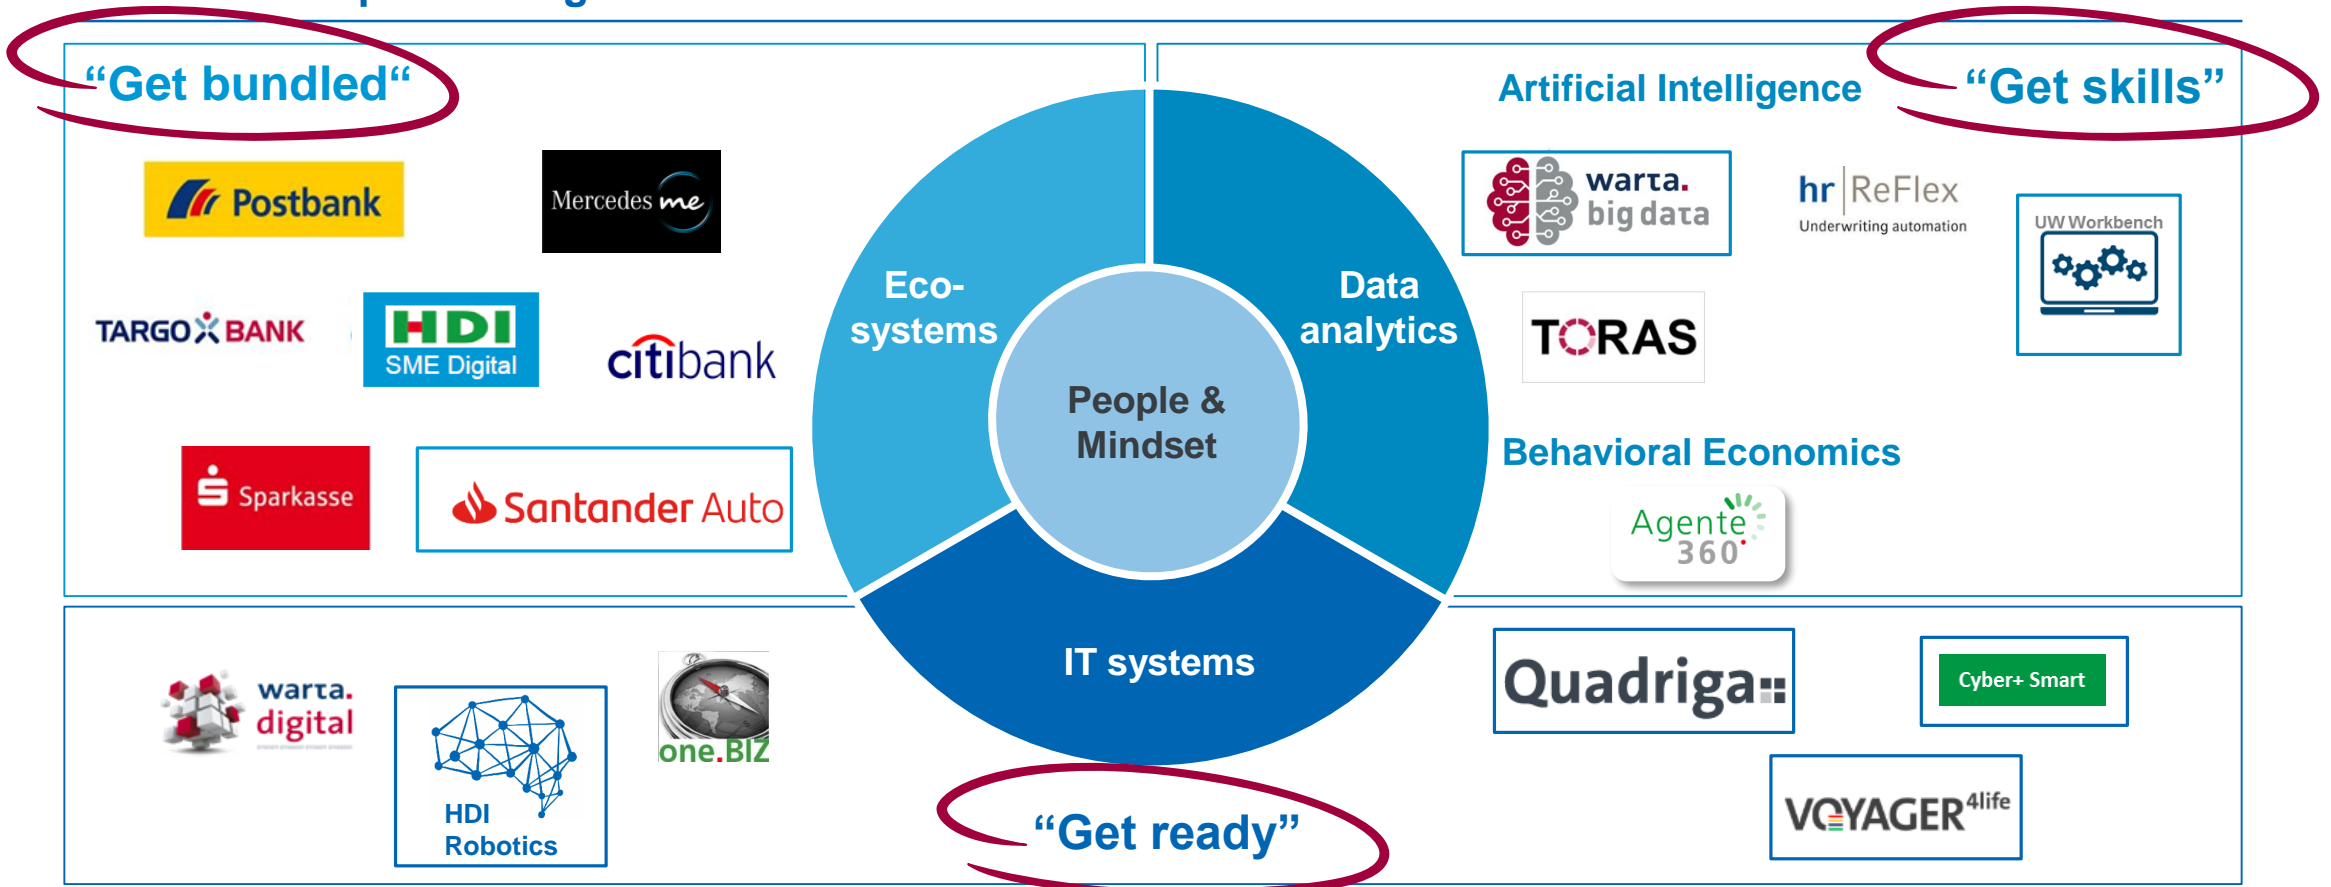 “Get bundled“
Postbank
Mercedes me
TARGO BANK
HDI
SME Digital
citibank
Sparkasse
Santander Auto
Eco-
systems
Data
analytics
People &
Mindset
IT systems
Artificial Intelligence
“Get skills”
warta.
big data
hr ReFlex
Underwriting automation
UW Workbench
TORAS
Behavioral Economics
Agente
360°
warta.
digital
HDI
Robotics
one.BIZ
“Get ready”
Quadriga
Cyber+ Smart
VOYAGER 4life